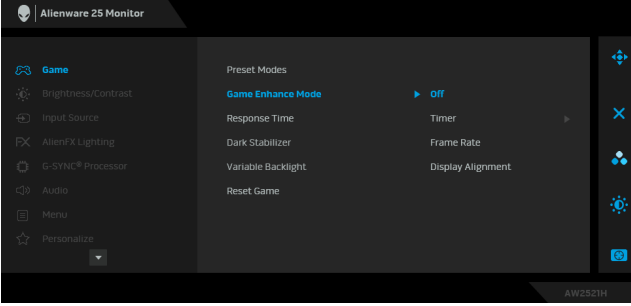 Alienware 25 Monitor
Game
Brightness/Contrast
Input Source
FX AlienFX Lighting
G-SYNC® Processor
Audio
Menu
Personalize
Preset Modes
Game Enhance Mode
Response Time
Dark Stabilizer
Variable Backlight
Reset Game
Off
Timer
Frame Rate
Display Alignment
AW2521H